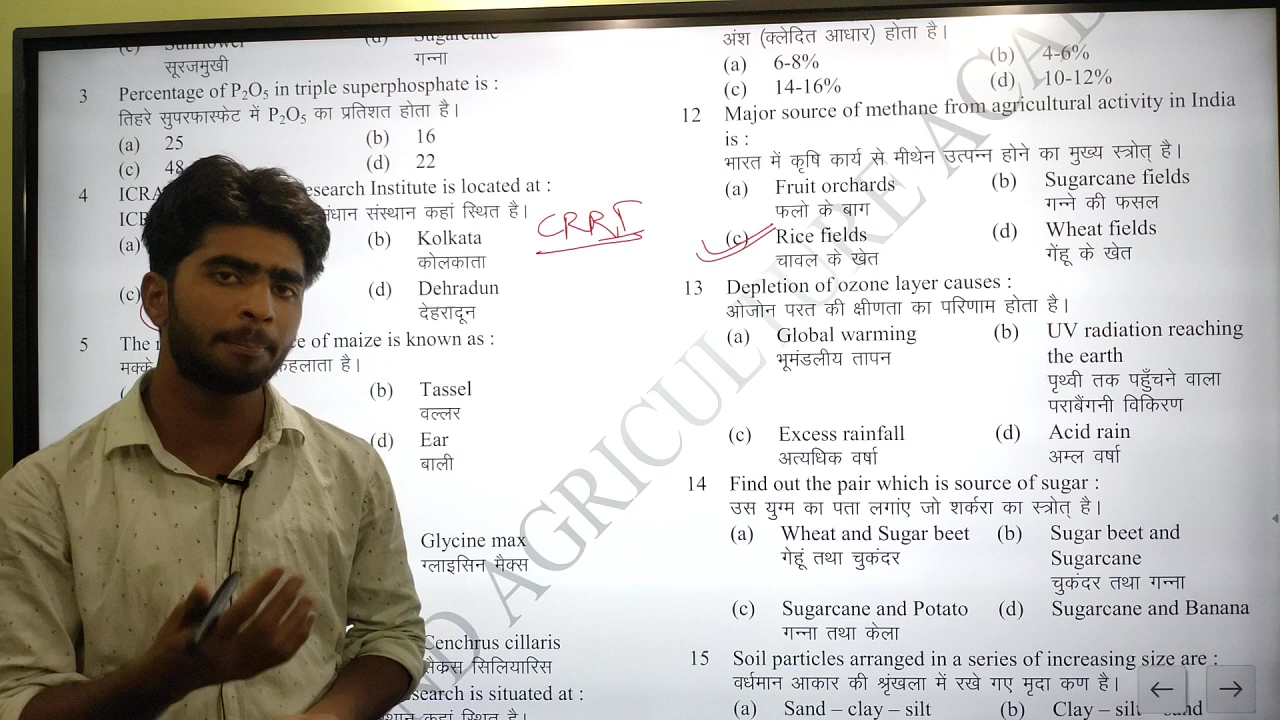 सूरजमुखी
गन्ना
3 Percentage of P₂O₅ in triple superphosphate is :
तिहरे सुपरफास्फेट में P₂O₅ का प्रतिशत होता है।
(a) 25 (b) 16
(c) 48 (d) 22
4 ICRA esearch Institute is located at :
संस्थान कहां स्थित है।
CRRI
(a) (b) Kolkata
कोलकाता
(c) (d) Dehradun
देहरादून
5 The e of maize is known as :
मक्के कहलाता है।
(b) Tassel
वल्लर
(d) Ear
बाली
Glycine max
ग्लाइसिन मैक्स
Cenchrus cillaris
सिलियारिस
search is situated at :
कहां स्थित है।
अंश (क्लेदित आधार) होता है।
(a) 6-8% (b) 4-6%
(c) 14-16% (d) 10-12%
12 Major source of methane from agricultural activity in India
is :
भारत में कृषि कार्य से मीथेन उत्पन्न होने का मुख्य स्त्रोत् है।
(a) Fruit orchards (b) Sugarcane fields
फलो के बाग गन्ने की फसल
(c) Rice fields (d) Wheat fields
चावल के खेत गेंहू के खेत
13 Depletion of ozone layer causes :
ओजोन परत की क्षीणता का परिणाम होता है।
(a) Global warming (b) UV radiation reaching
भूमंडलीय तापन the earth
पृथ्वी तक पहुँचने वाला
पराबैंगनी विकिरण
(c) Excess rainfall (d) Acid rain
अत्यधिक वर्षा अम्ल वर्षा
14 Find out the pair which is source of sugar :
उस युग्म का पता लगांए जो शर्करा का स्त्रोत् है।
(a) Wheat and Sugar beet (b) Sugar beet and
गेहूं तथा चुकंदर Sugarcane
चुकंदर तथा गन्ना
(c) Sugarcane and Potato (d) Sugarcane and Banana
गन्ना तथा केला
15 Soil particles arranged in a series of increasing size are :
वर्धमान आकार की श्रृंखला में रखे गए मृदा कण है।
(a) Sand – clay – silt (b) Clay – silt
AGRICULTURE ACAD